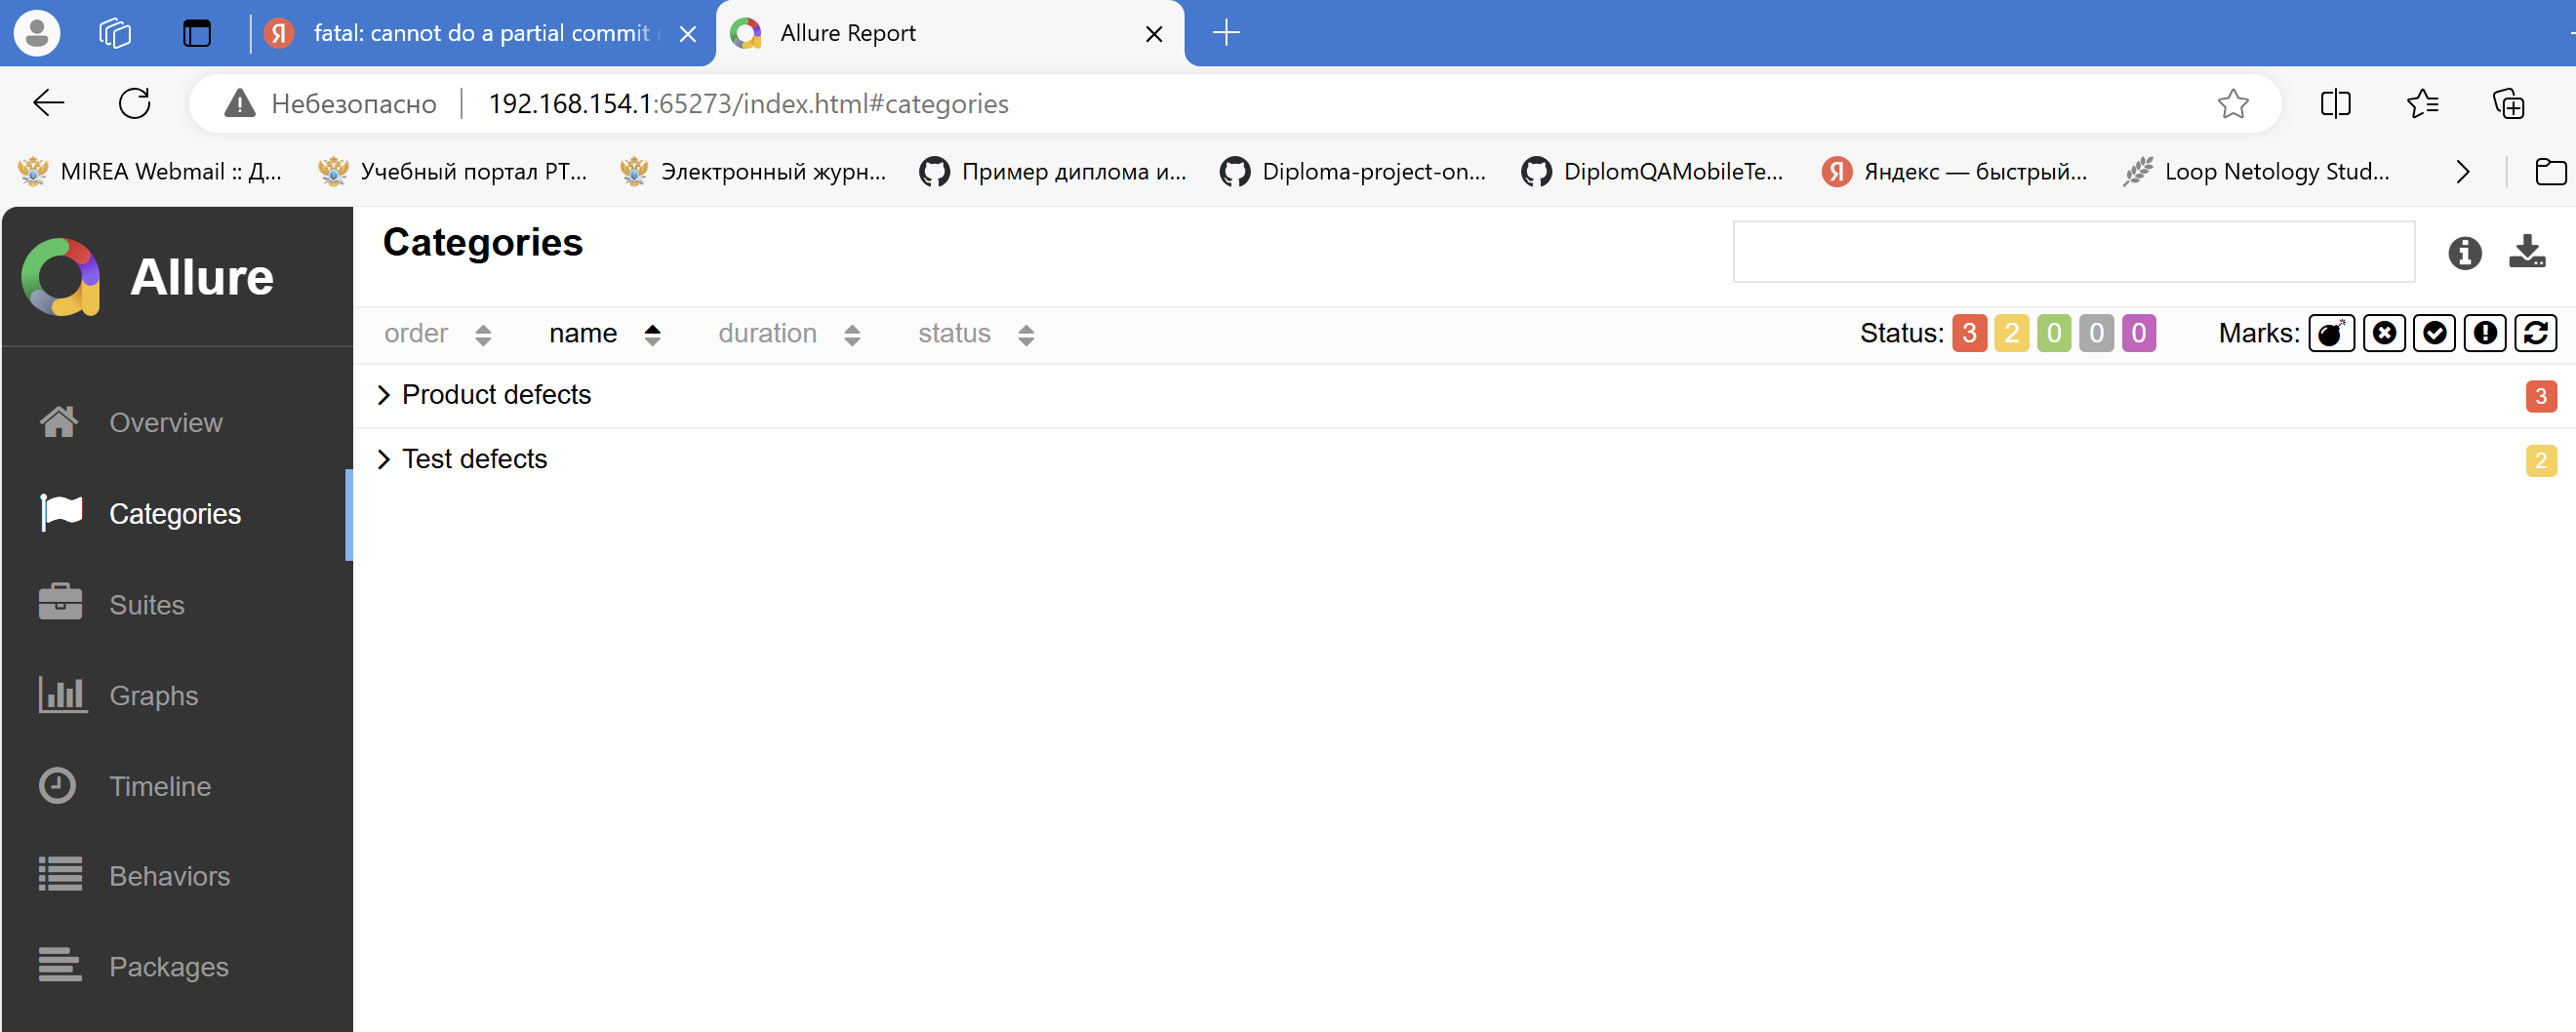 fatal: cannot do a partial commit
Allure Report
Небезопасно
192.168.154.1:65273/index.html#categories
MIREA Webmail :: Д...
Учебный портал РТ...
Электронный журн...
Пример диплома и...
Diploma-project-on...
DiplomQAMobileTe...
Яндекс — быстрый...
Loop Netology Stud...
Allure
Categories
order name duration status
Status: 3 2 0 0 0 Marks:
Product defects 3
Test defects 2
Overview
Categories
Suites
Graphs
Timeline
Behaviors
Packages